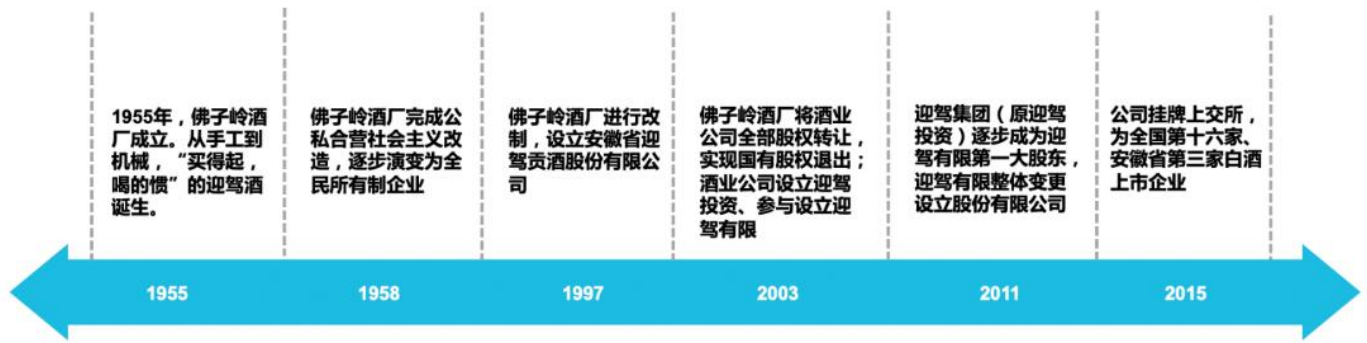 1955年，佛子岭酒
厂成立。从手工到
机械，“买得起，
喝的惯”的迎驾酒
诞生。
佛子岭酒厂完成公
私合营社会主义改
造，逐步演变为全
民所有制企业
佛子岭酒厂进行改
制，设立安徽省迎
驾贡酒股份有限公
司
佛子岭酒厂将酒业
公司全部股权转让，
实现国有股权退出；
酒业公司设立迎驾
投资、参与设立迎
驾有限
迎驾集团（原迎驾
投资）逐步成为迎
驾有限第一大股东，
迎驾有限整体变更
设立股份有限公司
公司挂牌上交所，
为全国第十六家、
安徽省第三家白酒
上市企业
1955
1958
1997
2003
2011
2015